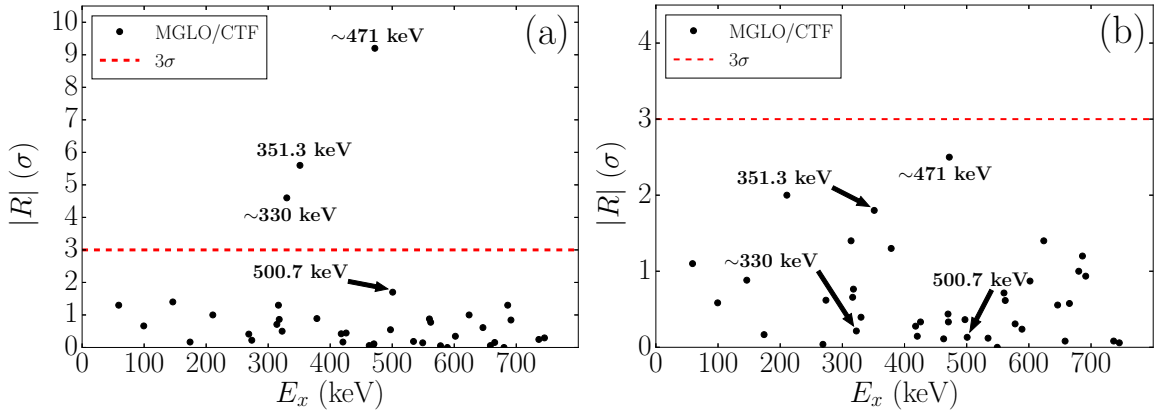 10
9
8
7
6
5
4
3
2
1
0
|R| (σ)
MGLO/CTF
3σ
(a)
~471 keV
351.3 keV
~330 keV
500.7 keV
0 100 200 300 400 500 600 700
E_x (keV)
4
3
2
1
0
|R| (σ)
MGLO/CTF
3σ
(b)
351.3 keV
~471 keV
~330 keV
500.7 keV
0 100 200 300 400 500 600 700
E_x (keV)